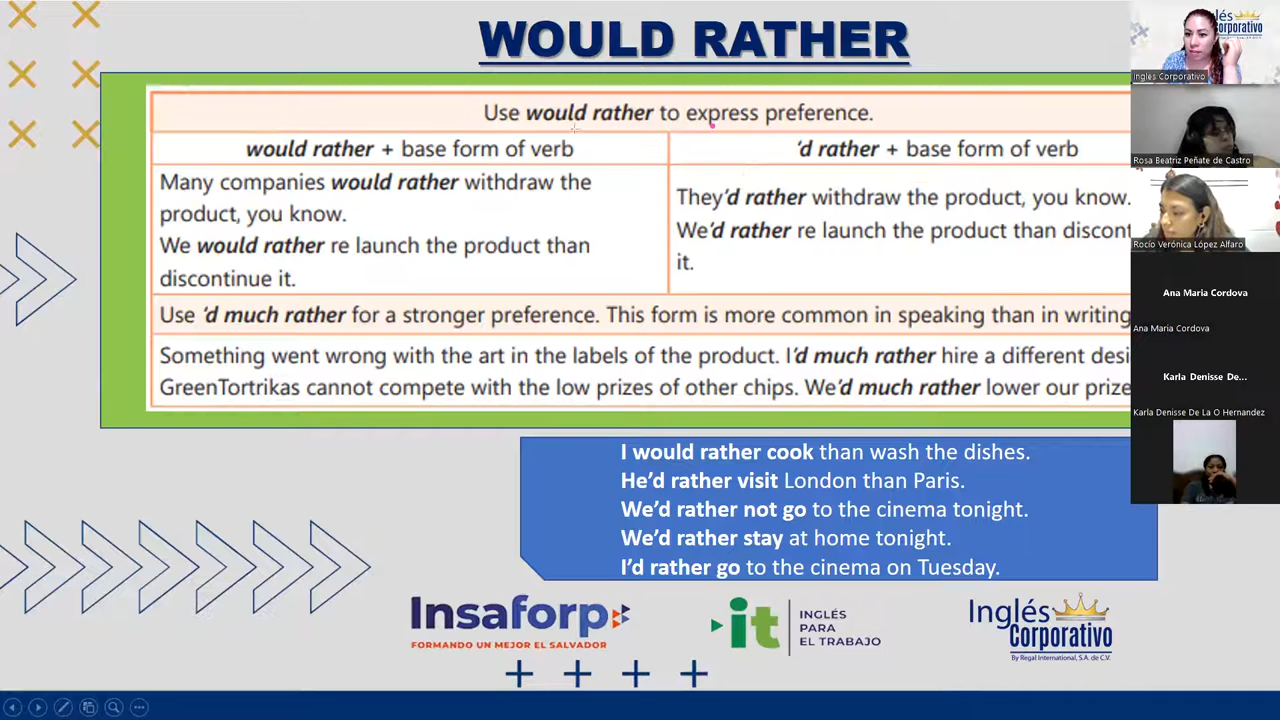 WOULD RATHER
Use would rather to express preference.
would rather + base form of verb
'd rather + base form of verb
Many companies would rather withdraw the
product, you know.
We would rather re launch the product than
discontinue it.
They'd rather withdraw the product, you know.
We'd rather re launch the product than discont
it.
Use 'd much rather for a stronger preference. This form is more common in speaking than in writing
Something went wrong with the art in the labels of the product. I'd much rather hire a different desi
GreenTortrikas cannot compete with the low prizes of other chips. We'd much rather lower our prize
I would rather cook than wash the dishes.
He'd rather visit London than Paris.
We'd rather not go to the cinema tonight.
We'd rather stay at home tonight.
I'd rather go to the cinema on Tuesday.
Insaforp
FORMANDO UN MEJOR EL SALVADOR
it
INGLÉS
PARA
EL TRABAJO
Inglés
Corporativo
By Regal International, S.A. de C.V.
Ingles Corporativo
Rosa Beatriz Peñate de Castro
Rocío Verónica López Alfaro
Ana Maria Cordova
Ana Maria Cordova
Karla Denisse De...
Karla Denisse De La O Hernandez